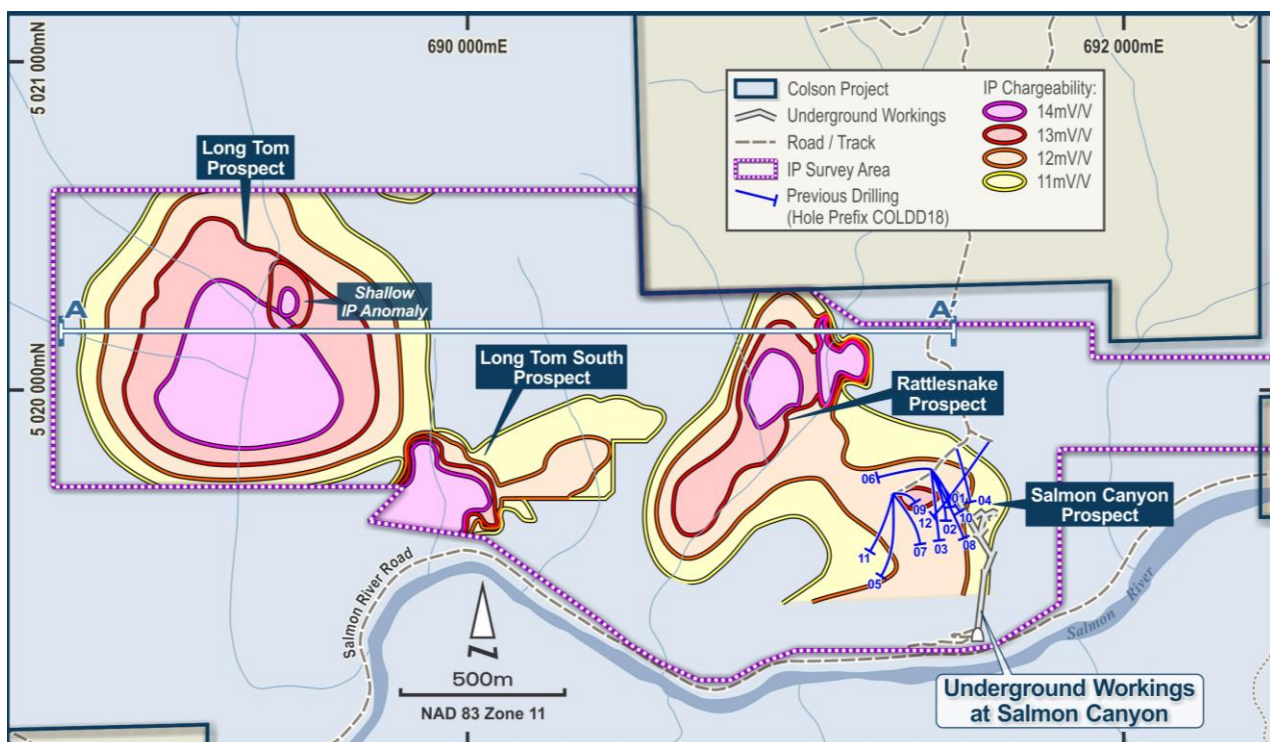 690 000mE
692 000mE
5 021 000mN
5 020 000mN
Colson Project
Underground Workings
Road / Track
IP Survey Area
Previous Drilling
(Hole Prefix COLDD18)
IP Chargeability:
14mV/V
13mV/V
12mV/V
11mV/V
Long Tom
Prospect
Shallow
IP Anomaly
A
A'
Long Tom South
Prospect
Rattlesnake
Prospect
Salmon Canyon
Prospect
06
09
01
04
12
10
02
11
07
03
08
05
Salmon River Road
Salmon River
N
500m
NAD 83 Zone 11
Underground Workings
at Salmon Canyon